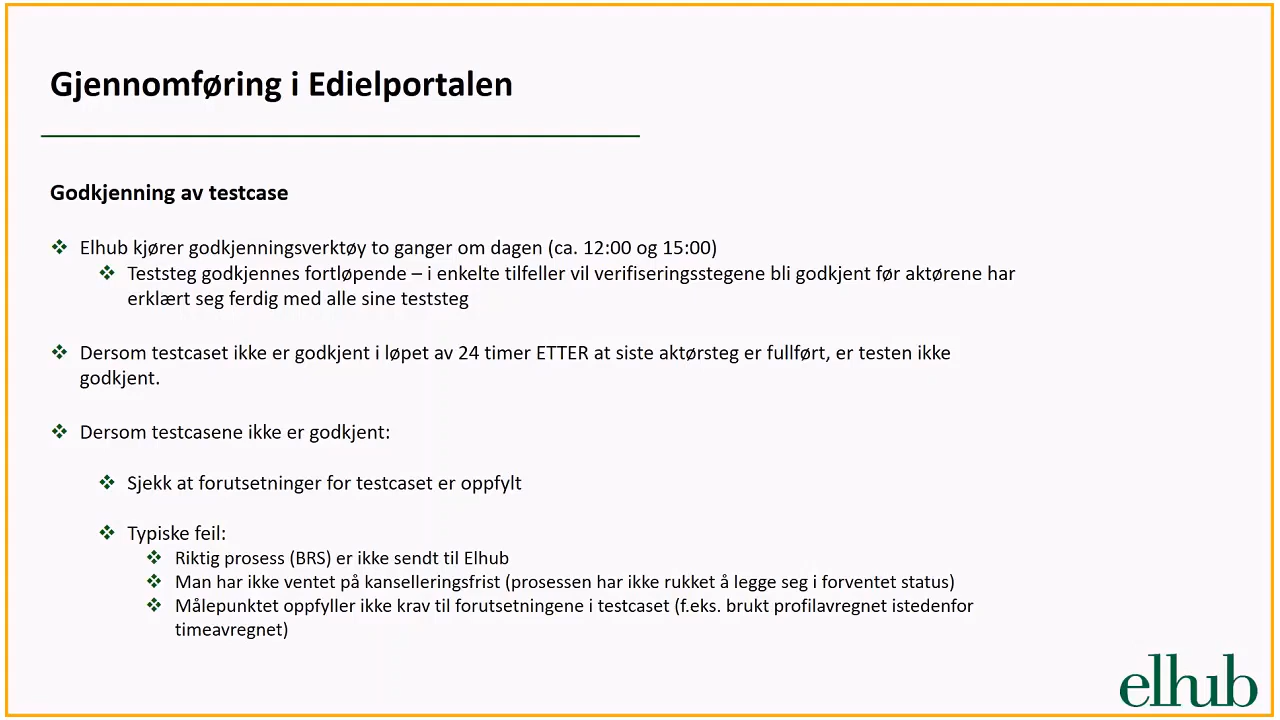 Gjennomføring i Edielportalen
Godkjenning av testcase
❖ Elhub kjører godkjenningsverktøy to ganger om dagen (ca. 12:00 og 15:00)
❖ Teststeg godkjennes fortløpende – i enkelte tilfeller vil verifiseringsstegene bli godkjent før aktørene har
erklært seg ferdig med alle sine teststeg
❖ Dersom testcaset ikke er godkjent i løpet av 24 timer ETTER at siste aktørsteg er fullført, er testen ikke
godkjent.
❖ Dersom testcasene ikke er godkjent:
❖ Sjekk at forutsetninger for testcaset er oppfylt
❖ Typiske feil:
❖ Riktig prosess (BRS) er ikke sendt til Elhub
❖ Man har ikke ventet på kanselleringsfrist (prosessen har ikke rukket å legge seg i forventet status)
❖ Målepunktet oppfyller ikke krav til forutsetningene i testcaset (f.eks. brukt profilavregnet istedenfor
timeavregnet)
elhub